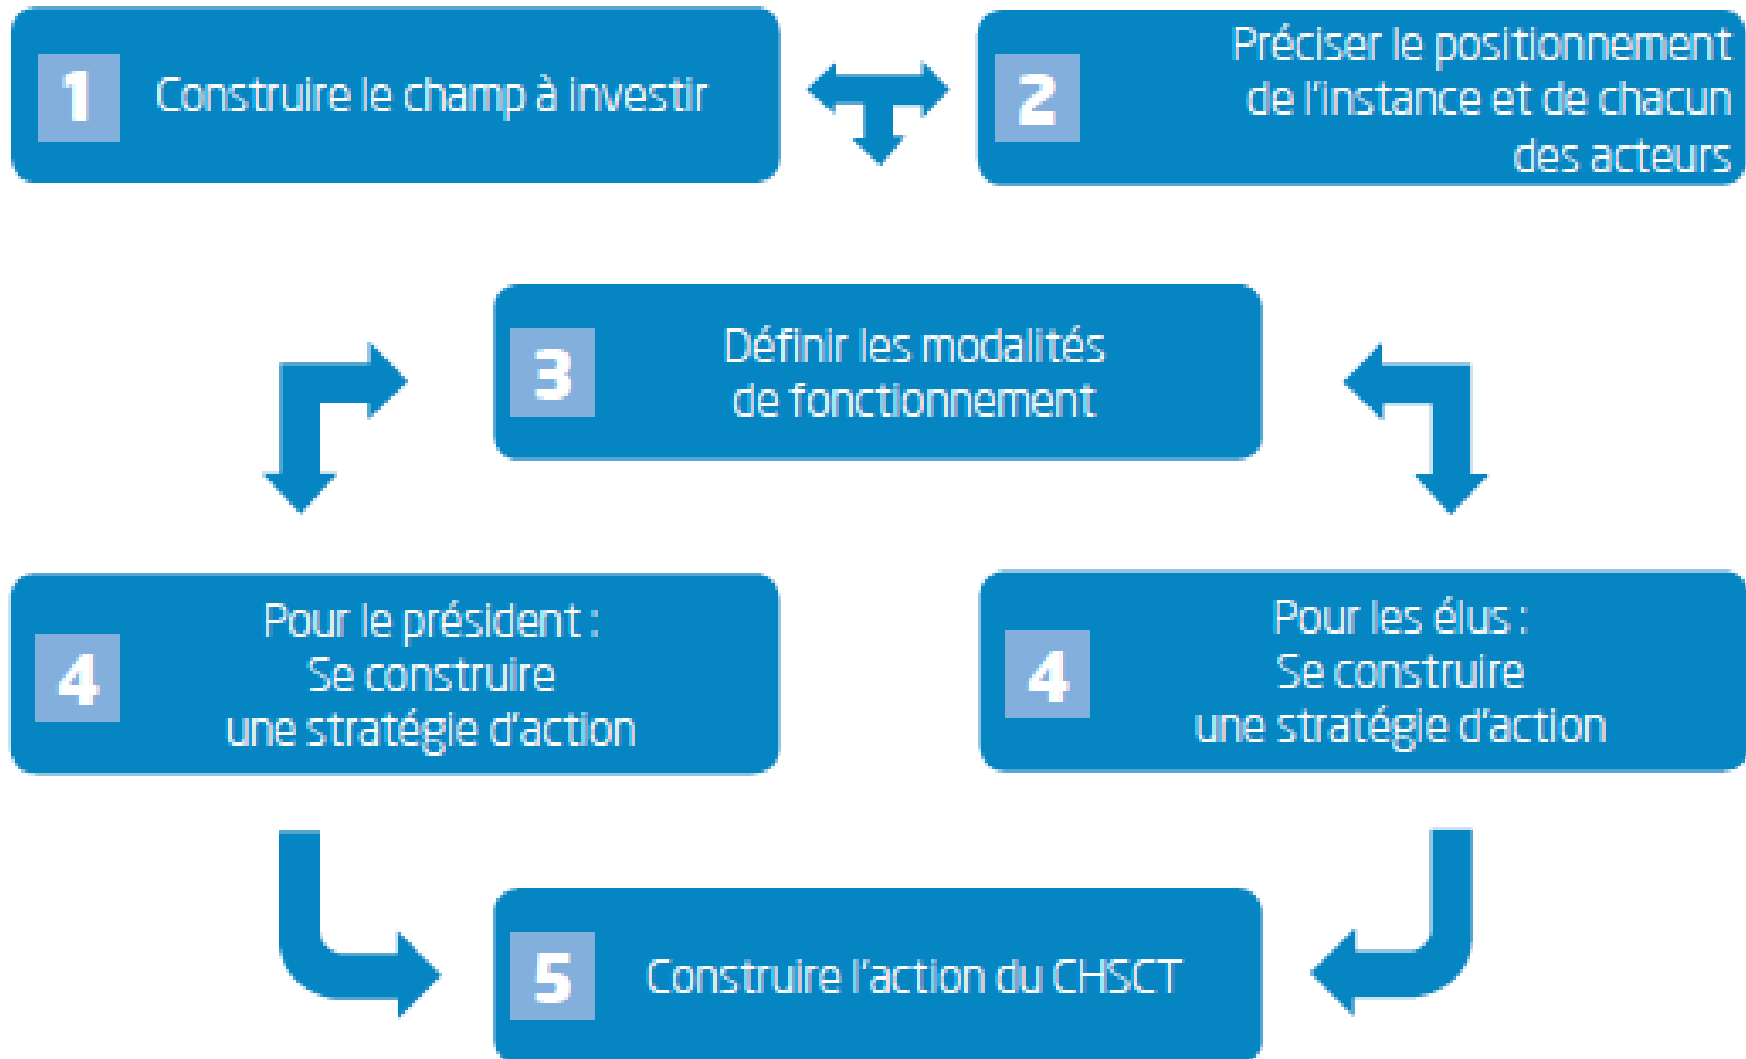 1
Construire le champ à investir
2
Préciser le positionnement
de l'instance et de chacun
des acteurs
3
Définir les modalités
de fonctionnement
4
Pour le président :
Se construire
une stratégie d'action
4
Pour les élus :
Se construire
une stratégie d'action
5
Construire l'action du CHSCT